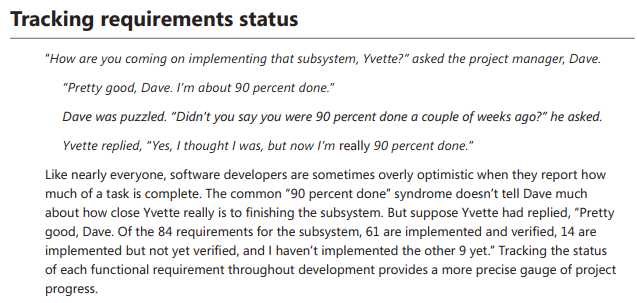 Tracking requirements status
"How are you coming on implementing that subsystem, Yvette?" asked the project manager, Dave.
"Pretty good, Dave. I'm about 90 percent done."
Dave was puzzled. "Didn't you say you were 90 percent done a couple of weeks ago?" he asked.
Yvette replied, "Yes, I thought I was, but now I'm really 90 percent done."
Like nearly everyone, software developers are sometimes overly optimistic when they report how
much of a task is complete. The common "90 percent done" syndrome doesn't tell Dave much
about how close Yvette really is to finishing the subsystem. But suppose Yvette had replied, "Pretty
good, Dave. Of the 84 requirements for the subsystem, 61 are implemented and verified, 14 are
implemented but not yet verified, and I haven't implemented the other 9 yet." Tracking the status
of each functional requirement throughout development provides a more precise gauge of project
progress.